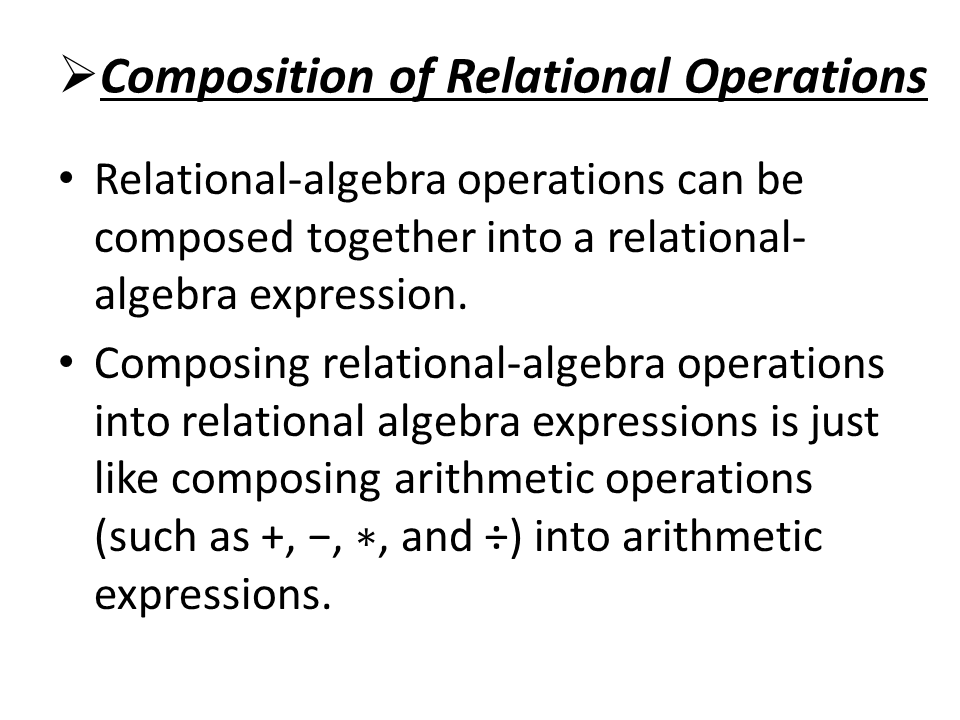 ➢Composition of Relational Operations
• Relational-algebra operations can be
composed together into a relational-
algebra expression.
• Composing relational-algebra operations
into relational algebra expressions is just
like composing arithmetic operations
(such as +, −, ∗, and ÷) into arithmetic
expressions.